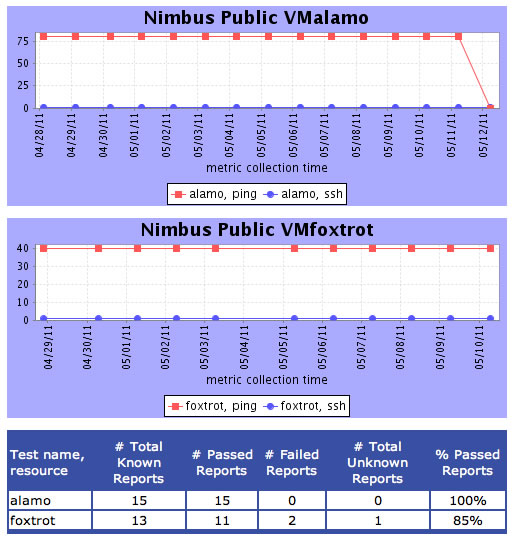 Nimbus Public VMalamo
75
50
25
0
04/28/11 04/29/11 04/30/11 05/01/11 05/02/11 05/03/11 05/04/11 05/05/11 05/06/11 05/07/11 05/08/11 05/09/11 05/10/11 05/11/11 05/12/11
metric collection time
alamo, ping alamo, ssh
Nimbus Public VMfoxtrot
40
30
20
10
0
04/29/11 04/30/11 05/01/11 05/02/11 05/03/11 05/04/11 05/05/11 05/06/11 05/07/11 05/08/11 05/09/11 05/10/11
metric collection time
foxtrot, ping foxtrot, ssh
Test name, resource # Total Known Reports # Passed Reports # Failed Reports # Total Unknown Reports % Passed Reports
alamo 15 15 0 0 100%
foxtrot 13 11 2 1 85%